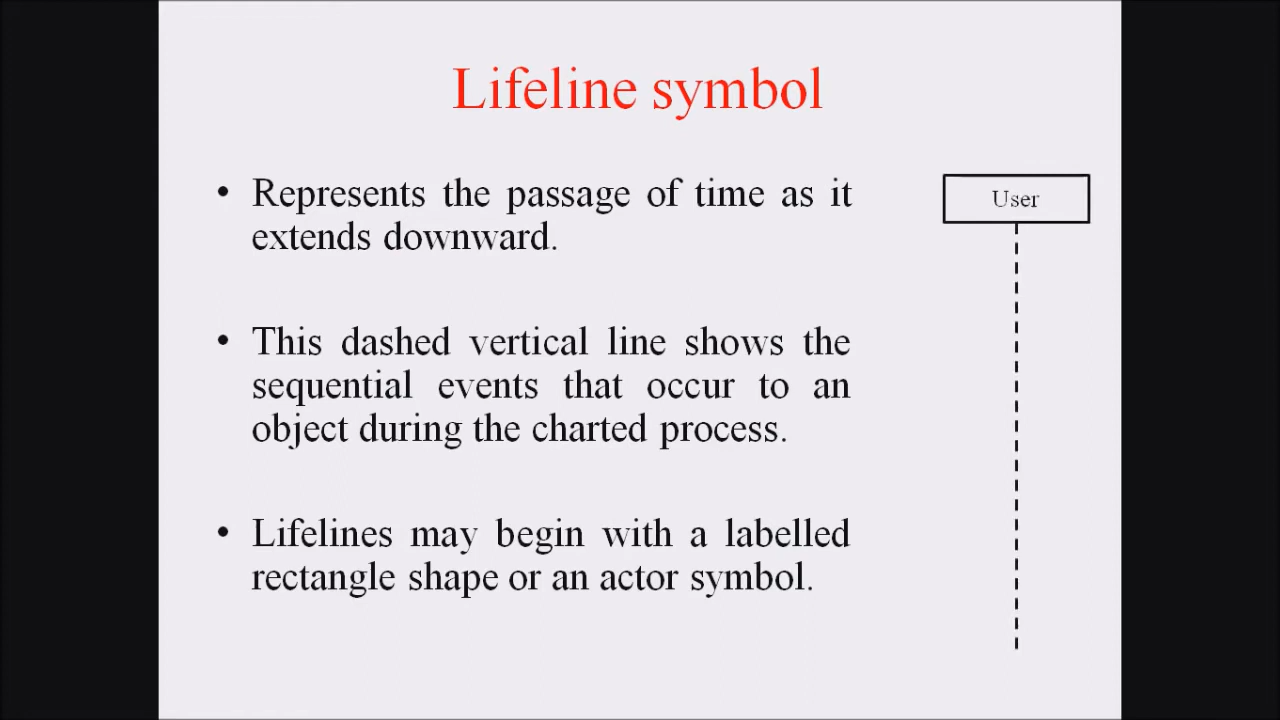 Lifeline symbol
• Represents the passage of time as it
extends downward.
User
• This dashed vertical line shows the
sequential events that occur to an
object during the charted process.
• Lifelines may begin with a labelled
rectangle shape or an actor symbol.